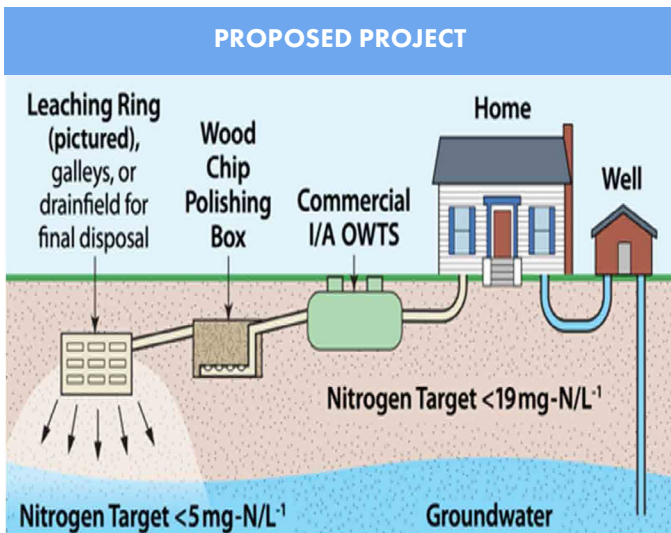 PROPOSED PROJECT
Leaching Ring
(pictured),
galleys, or
drainfield for
final disposal
Wood
Chip
Polishing
Box
Commercial
I/A OWTS
Home
Well
Nitrogen Target <19mg-N/L⁻¹
Nitrogen Target <5mg-N/L⁻¹
Groundwater